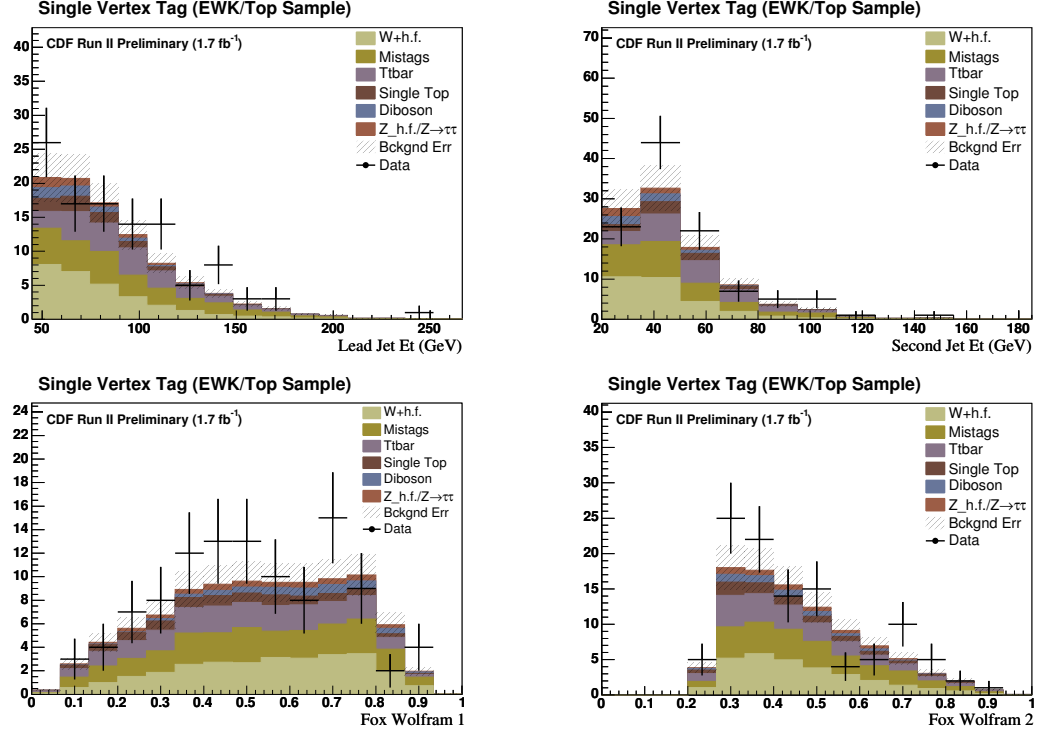 Single Vertex Tag (EWK/Top Sample)
CDF Run II Preliminary (1.7 fb⁻¹)
W+h.f.
Mistags
Ttbar
Single Top
Diboson
Z_h.f./Z→ττ
Bckgnd Err
Data
40
35
30
25
20
15
10
5
0
50 100 150 200 250
Lead Jet Et (GeV)
Single Vertex Tag (EWK/Top Sample)
CDF Run II Preliminary (1.7 fb⁻¹)
W+h.f.
Mistags
Ttbar
Single Top
Diboson
Z_h.f./Z→ττ
Bckgnd Err
Data
70
60
50
40
30
20
10
0
20 40 60 80 100 120 140 160 180
Second Jet Et (GeV)
Single Vertex Tag (EWK/Top Sample)
CDF Run II Preliminary (1.7 fb⁻¹)
W+h.f.
Mistags
Ttbar
Single Top
Diboson
Z_h.f./Z→ττ
Bckgnd Err
Data
24
22
20
18
16
14
12
10
8
6
4
2
0
0 0.1 0.2 0.3 0.4 0.5 0.6 0.7 0.8 0.9 1
Fox Wolfram 1
Single Vertex Tag (EWK/Top Sample)
CDF Run II Preliminary (1.7 fb⁻¹)
W+h.f.
Mistags
Ttbar
Single Top
Diboson
Z_h.f./Z→ττ
Bckgnd Err
Data
40
35
30
25
20
15
10
5
0
0 0.1 0.2 0.3 0.4 0.5 0.6 0.7 0.8 0.9 1
Fox Wolfram 2